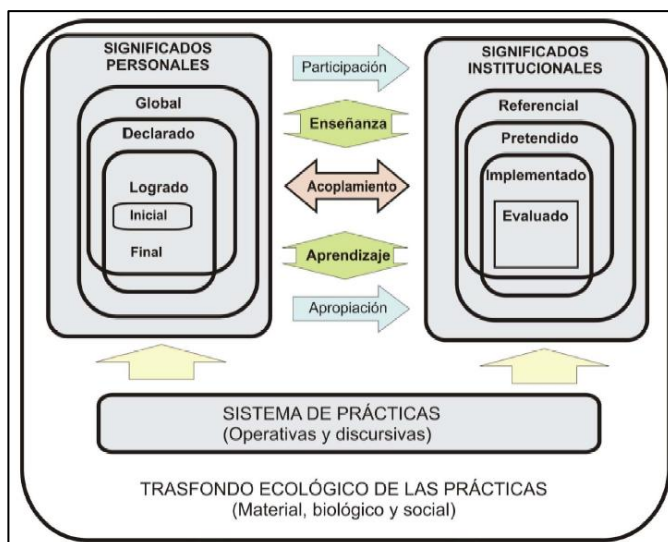 SIGNIFICADOS
PERSONALES
Global
Declarado
Logrado
Inicial
Final
Participación
Enseñanza
Acoplamiento
Aprendizaje
Apropiación
SIGNIFICADOS
INSTITUCIONALES
Referencial
Pretendido
Implementado
Evaluado
SISTEMA DE PRÁCTICAS
(Operativas y discursivas)
TRASFONDO ECOLÓGICO DE LAS PRÁCTICAS
(Material, biológico y social)